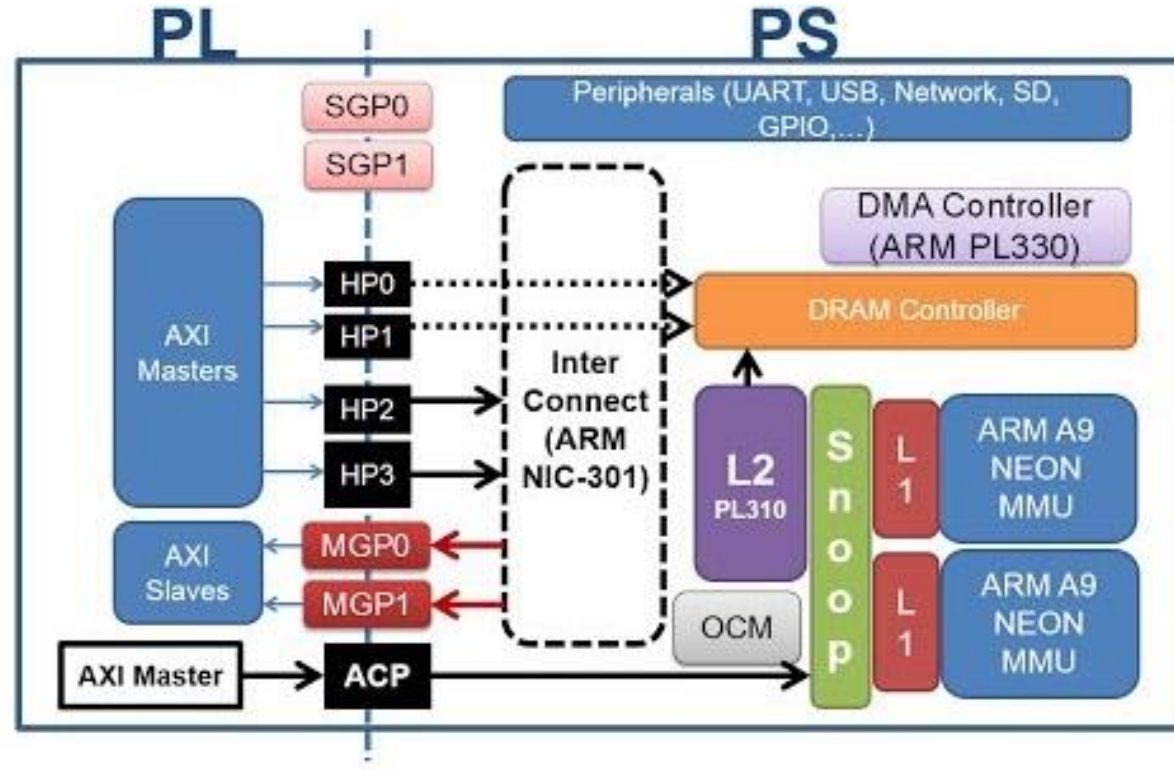 PL
PS
SGP0
SGP1
Peripherals (UART, USB, Network, SD,
GPIO,...)
DMA Controller
(ARM PL330)
AXI
Masters
HP0
HP1
HP2
HP3
Inter
Connect
(ARM
NIC-301)
DRAM Controller
L2
PL310
S
n
o
o
p
L
1
ARM A9
NEON
MMU
AXI
Slaves
MGP0
MGP1
OCM
L
1
ARM A9
NEON
MMU
AXI Master
ACP